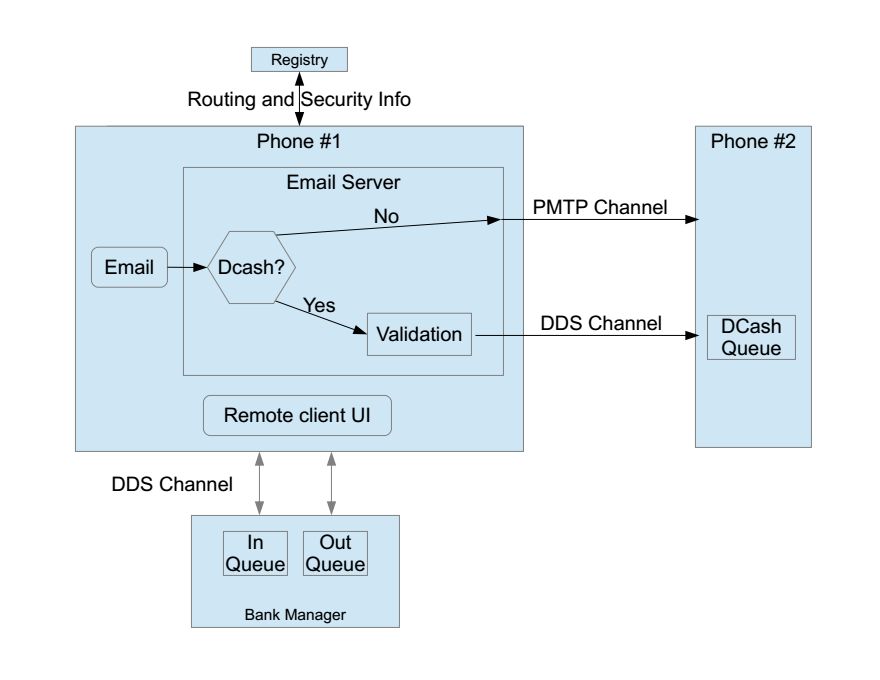 Registry
Routing and Security Info
Phone #1
Phone #2
Email Server
No
PMTP Channel
Email
Dcash?
Yes
Validation
DDS Channel
DCash
Queue
Remote client UI
DDS Channel
In
Queue
Out
Queue
Bank Manager